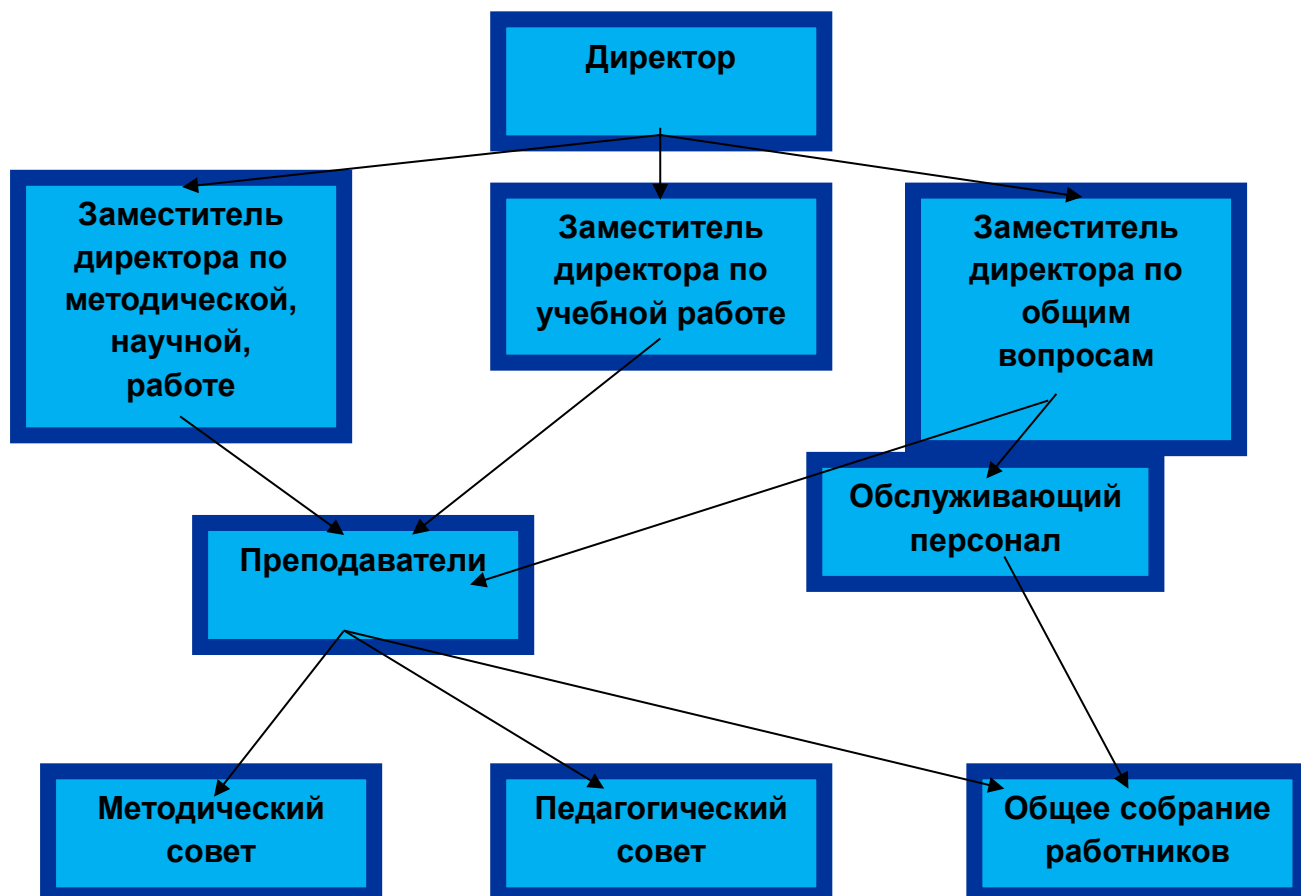 Директор
Заместитель
директора по
методической,
научной,
работе
Заместитель
директора по
учебной работе
Заместитель
директора по
общим
вопросам
Обслуживающий
персонал
Преподаватели
Методический
совет
Педагогический
совет
Общее собрание
работников